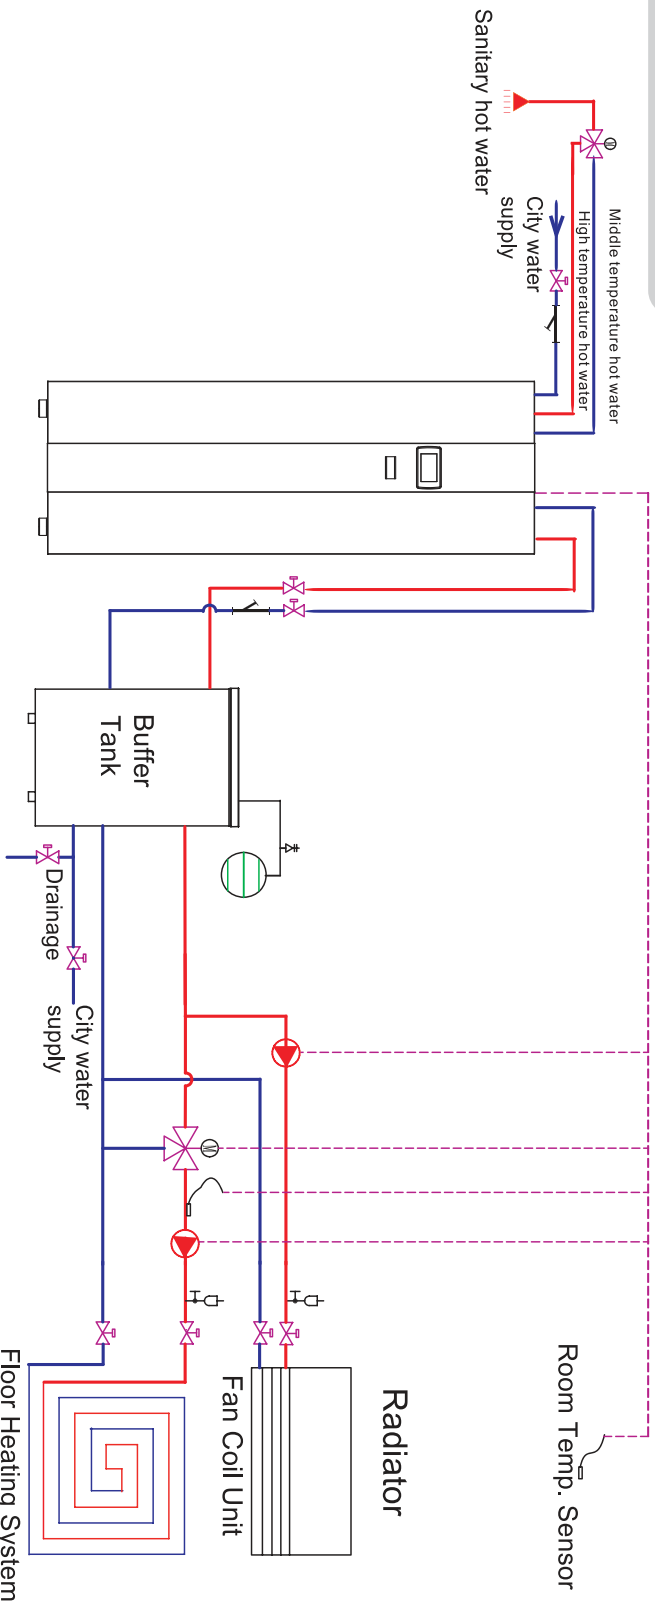 Sanitary hot water
City water
supply
High temperature hot water
Middle temperature hot water
Buffer
Tank
Drainage
City water
supply
Radiator
Fan Coil Unit
Floor Heating System
Room Temp. Sensor